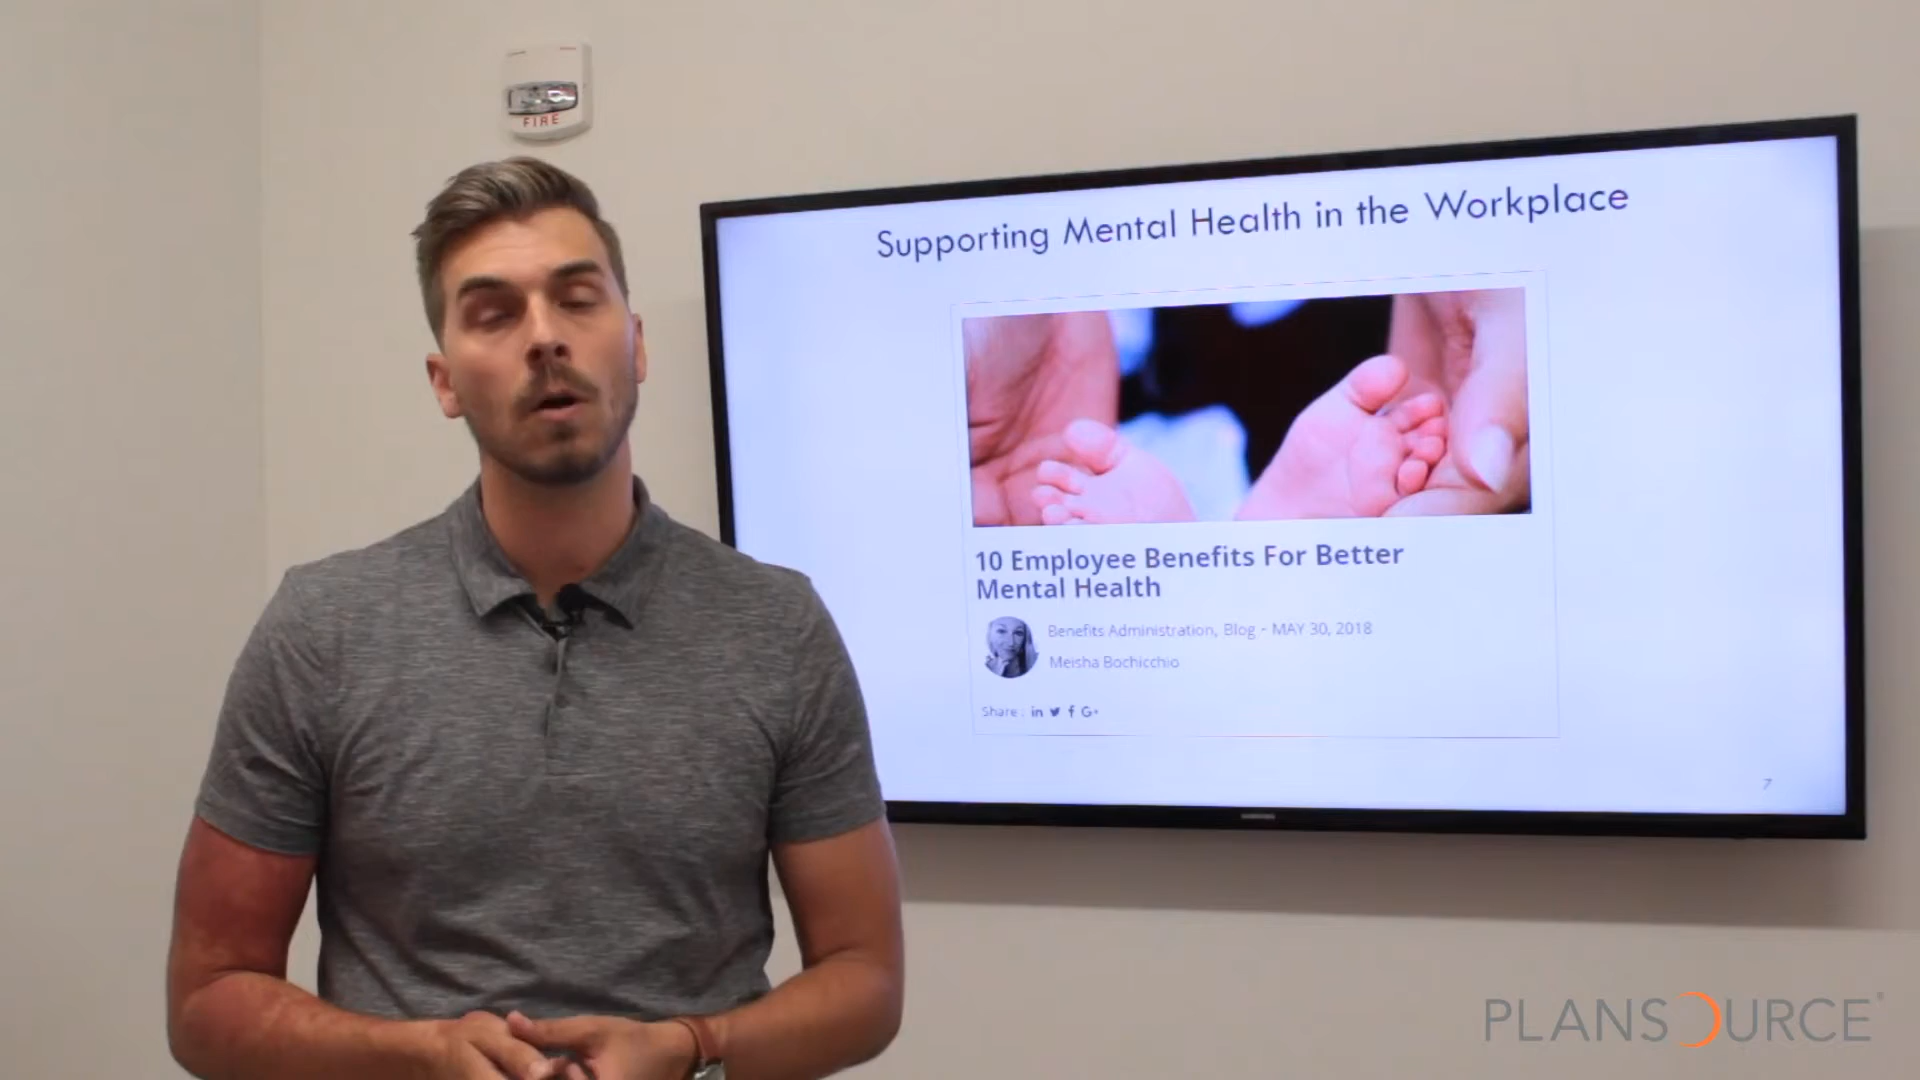 FIRE
Supporting Mental Health in the Workplace
10 Employee Benefits For Better
Mental Health
Benefits Administration, Blog - MAY 30, 2018
Meisha Bochicchio
Share : in f G+
7
PLANSOURCE®